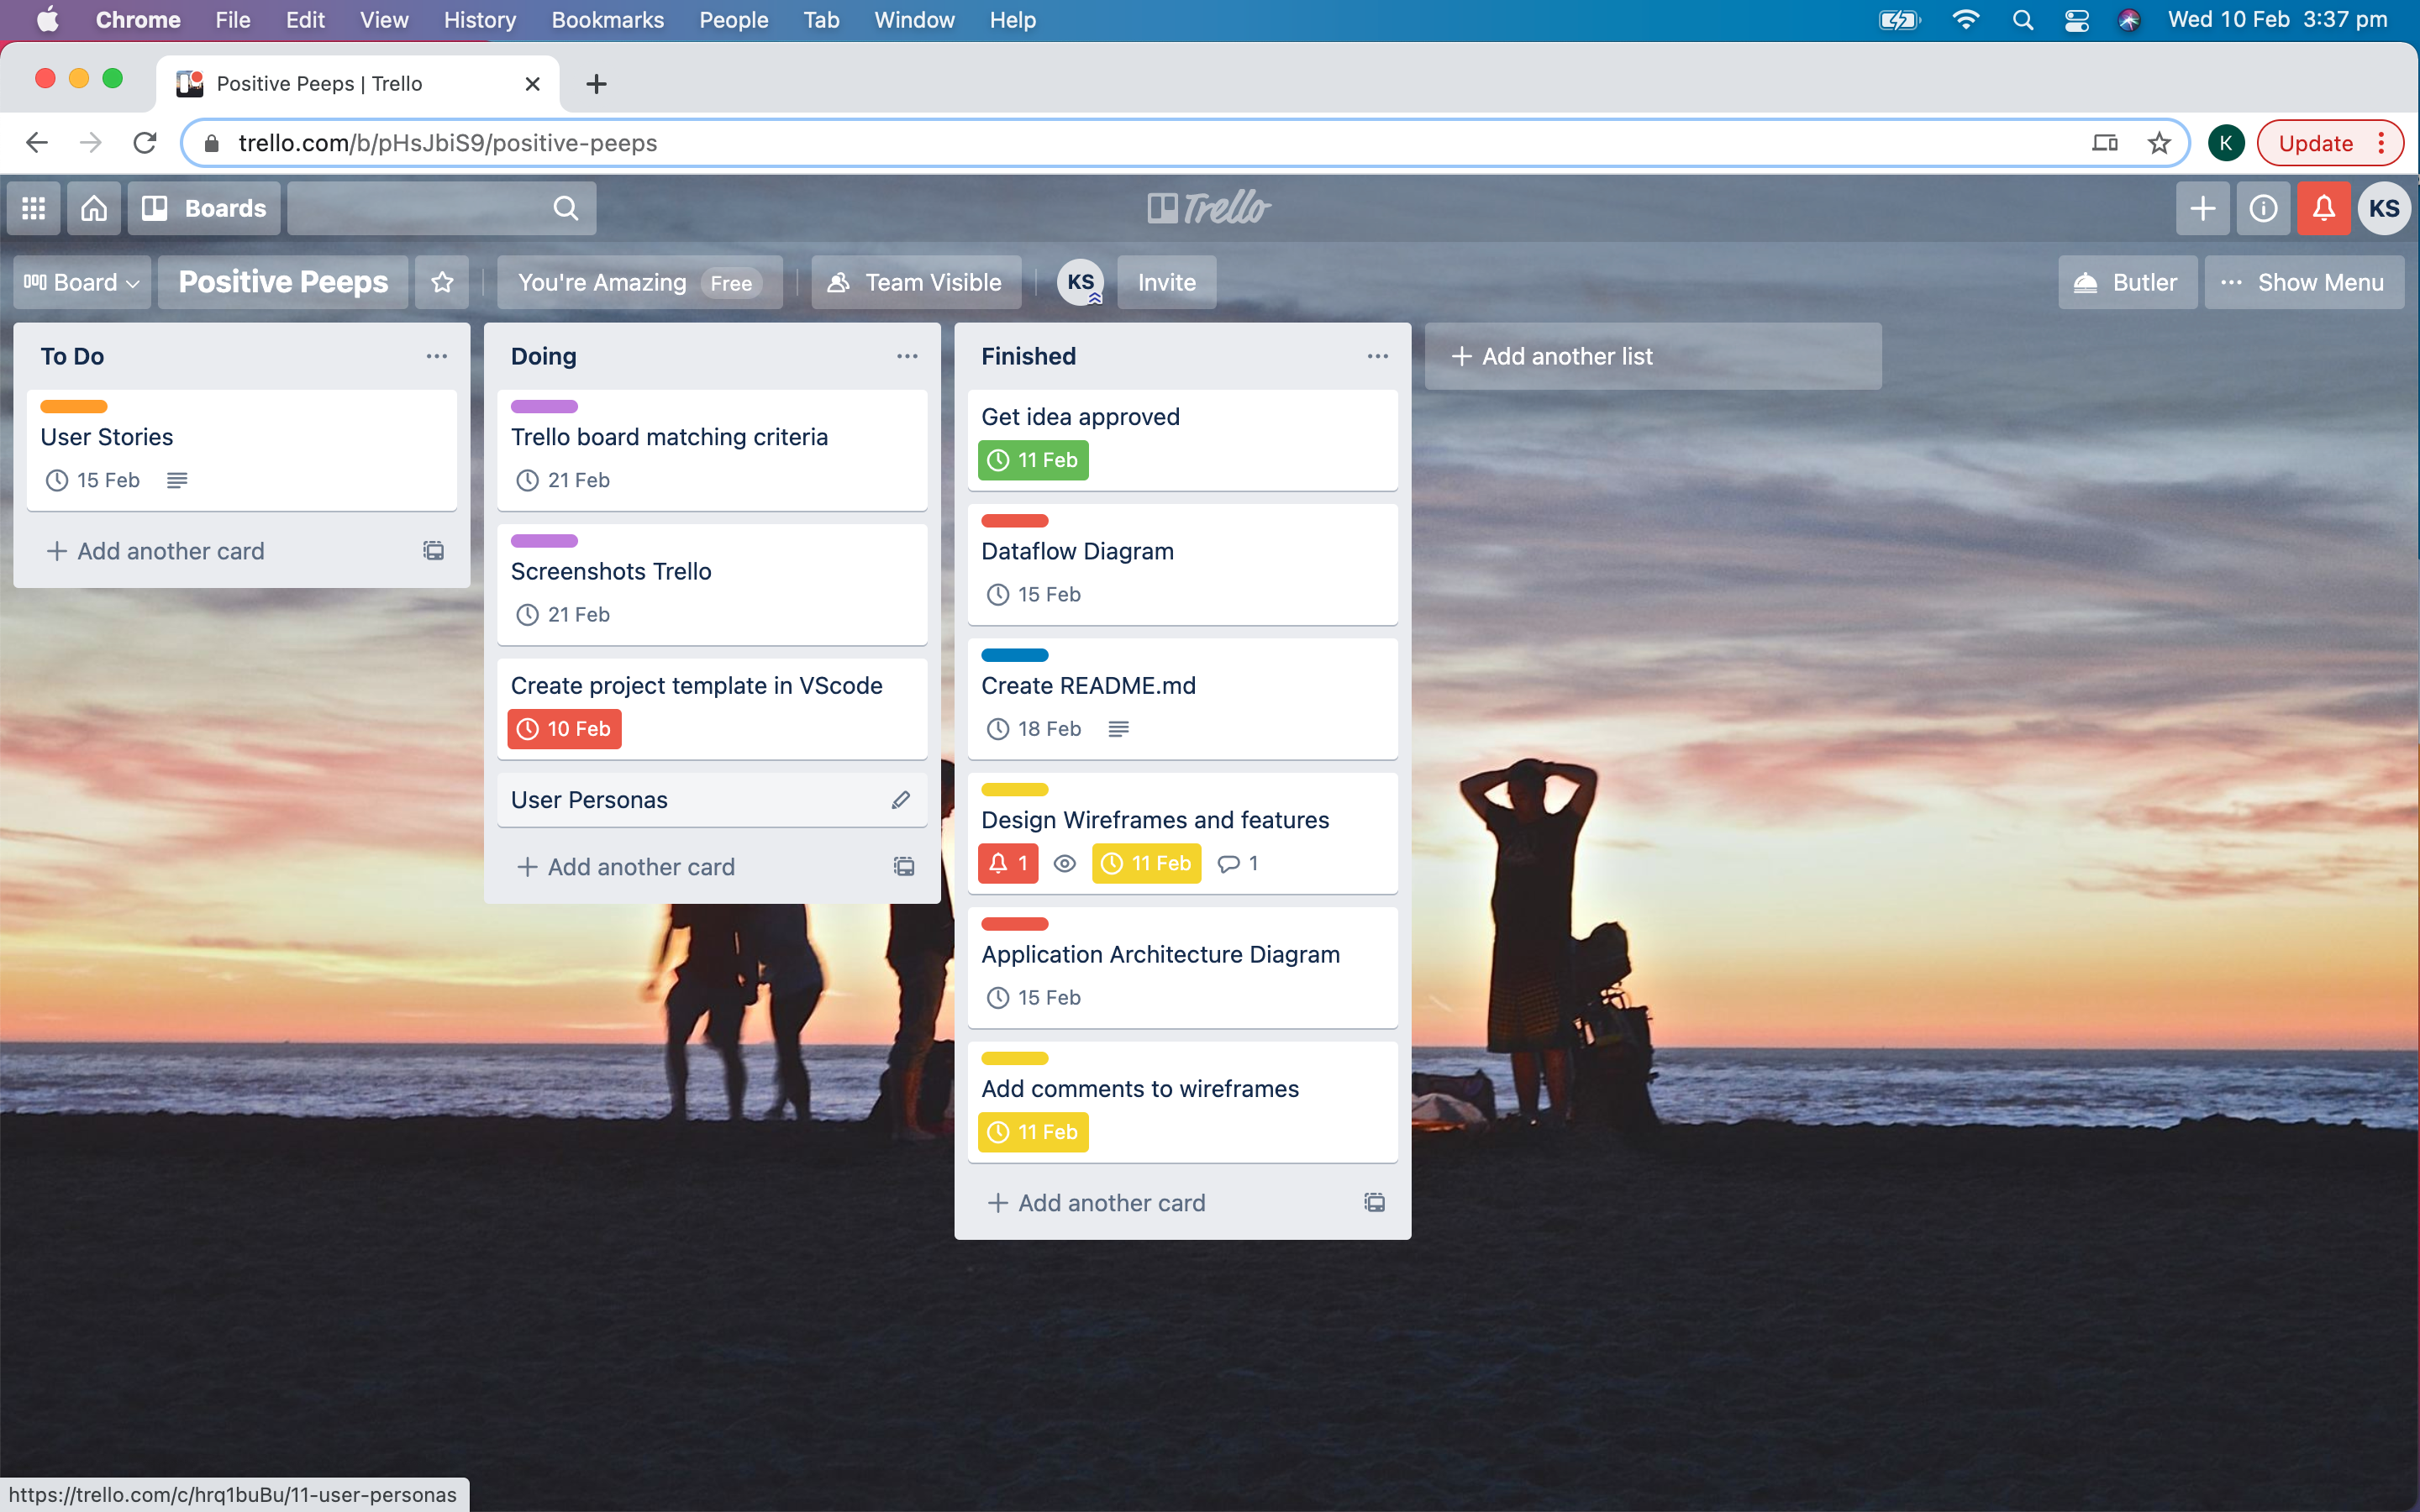 Chrome File Edit View History Bookmarks People Tab Window Help Wed 10 Feb 3:37 pm
Positive Peeps | Trello
trello.com/b/pHsJbiS9/positive-peeps K Update
Boards Trello KS
Board Positive Peeps You're Amazing Free Team Visible KS Invite Butler Show Menu
To Do
User Stories
15 Feb
Add another card
Doing
Trello board matching criteria
21 Feb
Screenshots Trello
21 Feb
Create project template in VScode
10 Feb
User Personas
Add another card
Finished
Get idea approved
11 Feb
Dataflow Diagram
15 Feb
Create README.md
18 Feb
Design Wireframes and features
1 11 Feb 1
Application Architecture Diagram
15 Feb
Add comments to wireframes
11 Feb
Add another card
Add another list
https://trello.com/c/hrq1buBu/11-user-personas